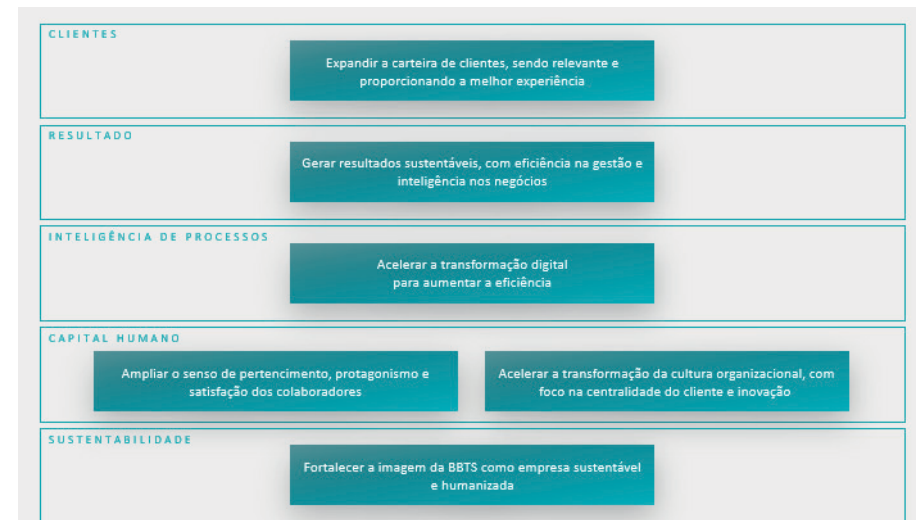 CLIENTES
Expandir a carteira de clientes, sendo relevante e
proporcionando a melhor experiência
RESULTADO
Gerar resultados sustentáveis, com eficiência na gestão e
inteligência nos negócios
INTELIGÊNCIA DE PROCESSOS
Acelerar a transformação digital
para aumentar a eficiência
CAPITAL HUMANO
Ampliar o senso de pertencimento, protagonismo e
satisfação dos colaboradores
Acelerar a transformação da cultura organizacional, com
foco na centralidade do cliente e inovação
SUSTENTABILIDADE
Fortalecer a imagem da BBTS como empresa sustentável
e humanizada